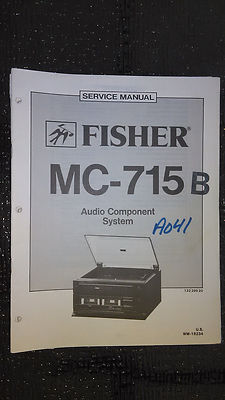 SERVICE MANUAL
FISHER®
MC-715 B
Audio Component
System
A041
U.S.